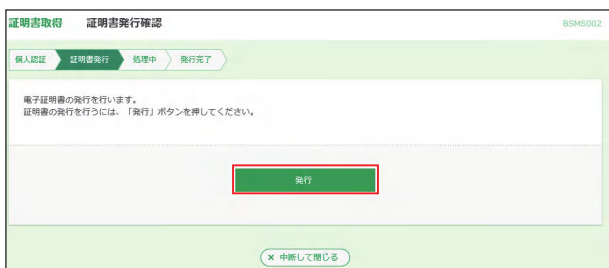 証明書取得 証明書発行確認 BSMS002
個人認証 証明書発行 処理中 発行完了
電子証明書の発行を行います。
証明書の発行を行うには、「発行」ボタンを押してください。
発行
× 中断して閉じる